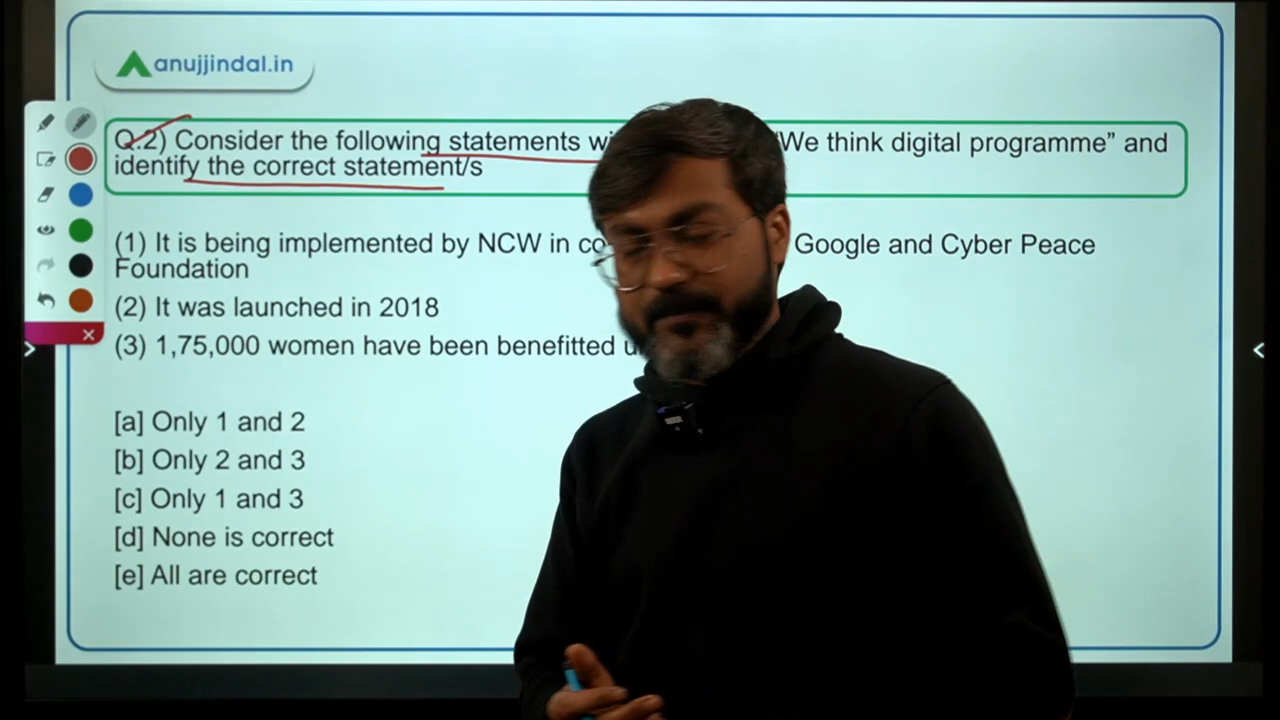 anujjindal.in
Q.2) Consider the following statements "We think digital programme" and
identify the correct statement/s
(1) It is being implemented by NCW in Google and Cyber Peace
Foundation
(2) It was launched in 2018
(3) 1,75,000 women have been benefitted
[a] Only 1 and 2
[b] Only 2 and 3
[c] Only 1 and 3
[d] None is correct
[e] All are correct